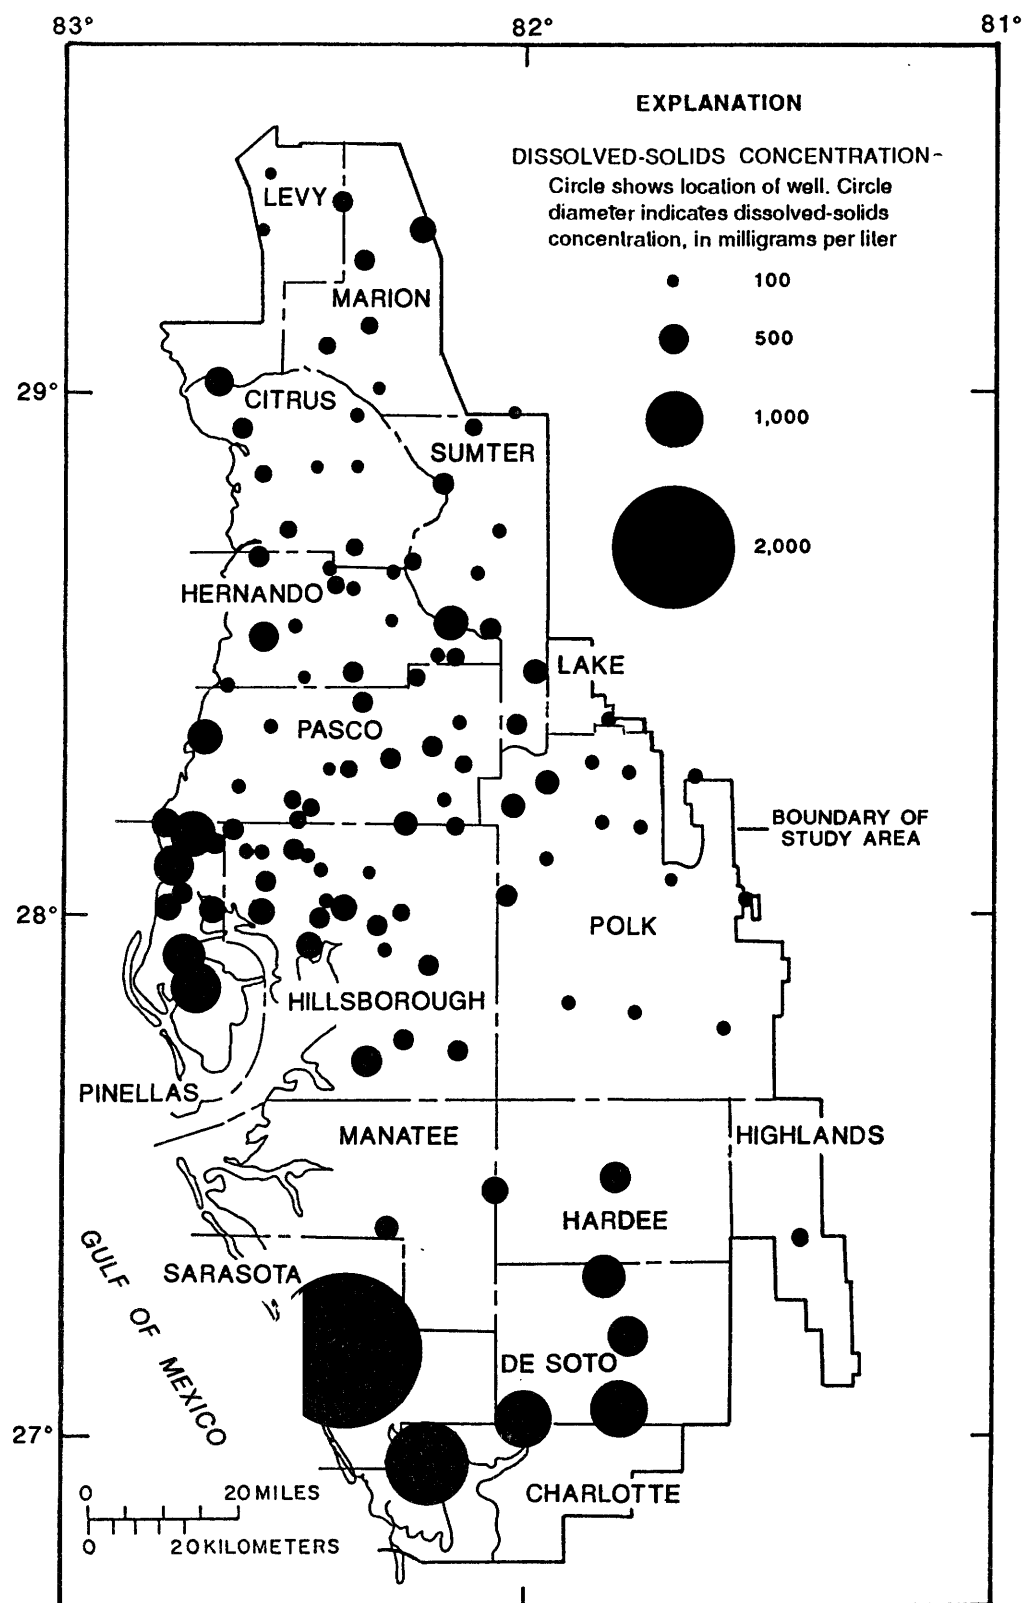 83°
82°
81°
EXPLANATION
DISSOLVED-SOLIDS CONCENTRATION-
Circle shows location of well. Circle
diameter indicates dissolved-solids
concentration, in milligrams per liter
100
500
1,000
2,000
LEVY
MARION
29°
CITRUS
SUMTER
HERNANDO
LAKE
PASCO
BOUNDARY OF
STUDY AREA
28°
POLK
HILLSBOROUGH
PINELLAS
MANATEE
HIGHLANDS
HARDEE
SARASOTA
GULF OF MEXICO
DE SOTO
27°
CHARLOTTE
0 20 MILES
0 20 KILOMETERS